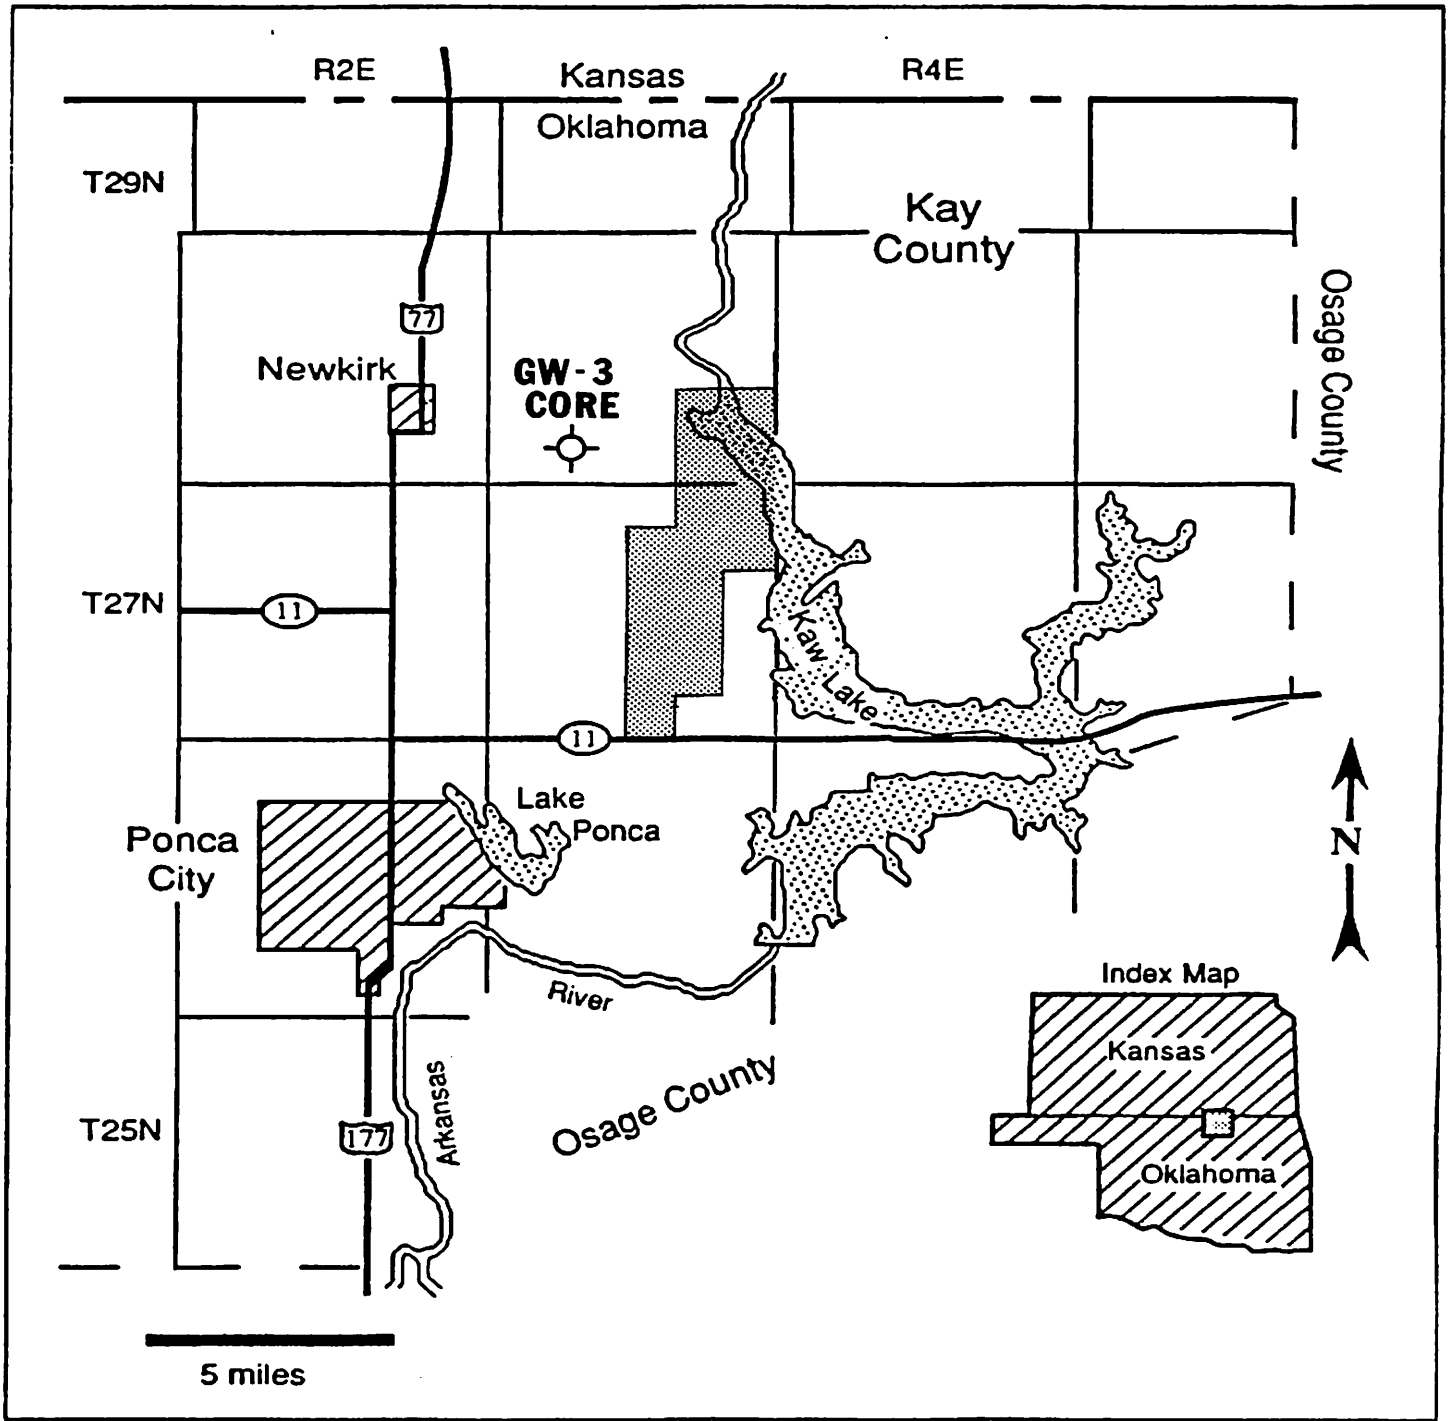 R2E
Kansas
R4E
Oklahoma
T29N
Kay
County
Osage County
77
Newkirk
GW-3
CORE
T27N
11
Kaw
Lake
11
Lake
Ponca
Ponca
City
N
River
Index Map
Kansas
Oklahoma
Arkansas
Osage County
T25N
177
5 miles